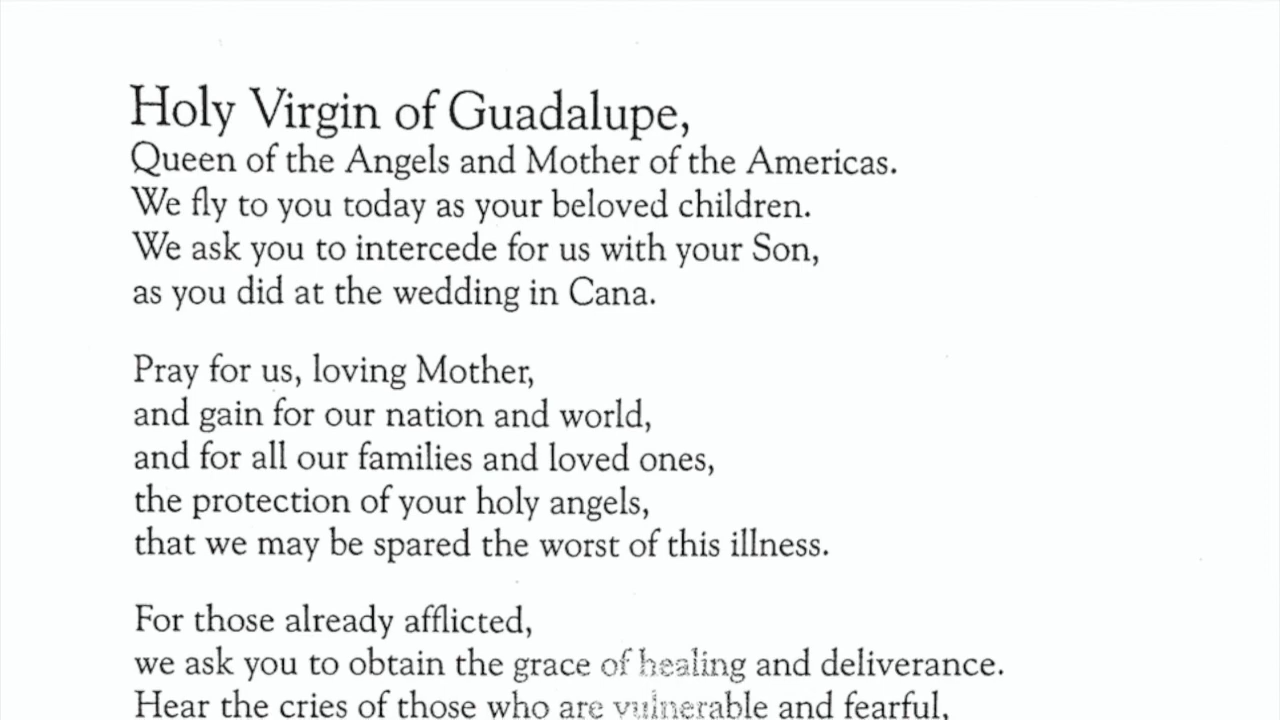 Holy Virgin of Guadalupe,
Queen of the Angels and Mother of the Americas.
We fly to you today as your beloved children.
We ask you to intercede for us with your Son,
as you did at the wedding in Cana.
Pray for us, loving Mother,
and gain for our nation and world,
and for all our families and loved ones,
the protection of your holy angels,
that we may be spared the worst of this illness.
For those already afflicted,
we ask you to obtain the grace of healing and deliverance.
Hear the cries of those who are vulnerable and fearful,